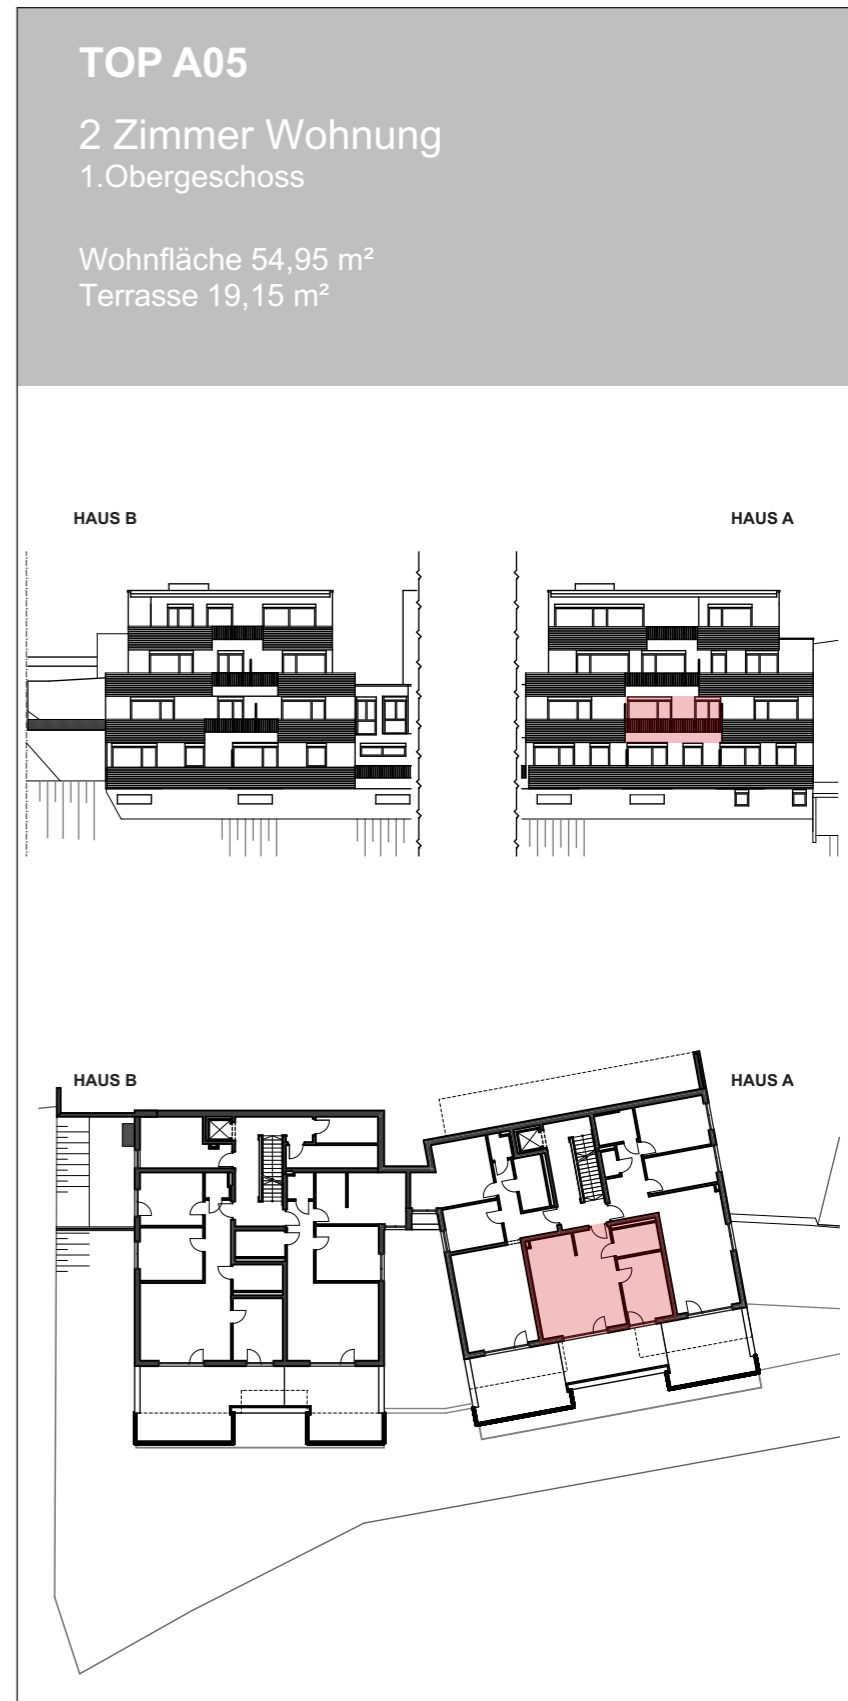 TOP A05
2 Zimmer Wohnung
1.Obergeschoss
Wohnfläche 54,95 m²
Terrasse 19,15 m²
HAUS B
HAUS A
HAUS B
HAUS A